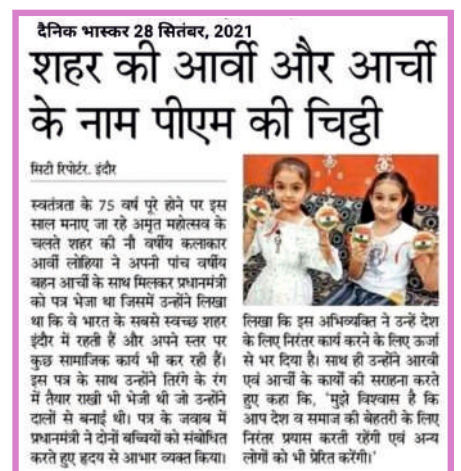 दैनिक भास्कर 28 सितंबर, 2021
शहर की आर्वी और आर्ची
के नाम पीएम की चिट्ठी
सिटी रिपोर्टर. इंदौर
स्वतंत्रता के 75 वर्ष पूरे होने पर इस
साल मनाए जा रहे अमृत महोत्सव के
चलते शहर की नौ वर्षीय कलाकार
आर्वी लोहिया ने अपनी पांच वर्षीय
बहन आर्ची के साथ मिलकर प्रधानमंत्री
को पत्र भेजा था जिसमें उन्होंने लिखा
था कि वे भारत के सबसे स्वच्छ शहर
इंदौर में रहती हैं और अपने स्तर पर
कुछ सामाजिक कार्य भी कर रही हैं।
इस पत्र के साथ उन्होंने तिरंगे के रंग
में तैयार राखी भी भेजी थी जो उन्होंने
दालों से बनाई थी। पत्र के जवाब में
प्रधानमंत्री ने दोनों बच्चियों को संबोधित
करते हुए हृदय से आभार व्यक्त किया।
लिखा कि इस अभिव्यक्ति ने उन्हें देश
के लिए निरंतर कार्य करने के लिए ऊर्जा
से भर दिया है। साथ ही उन्होंने आरवी
एवं आर्ची के कार्यों की सराहना करते
हुए कहा कि, 'मुझे विश्वास है कि
आप देश व समाज की बेहतरी के लिए
निरंतर प्रयास करती रहेंगी एवं अन्य
लोगों को भी प्रेरित करेंगी।'